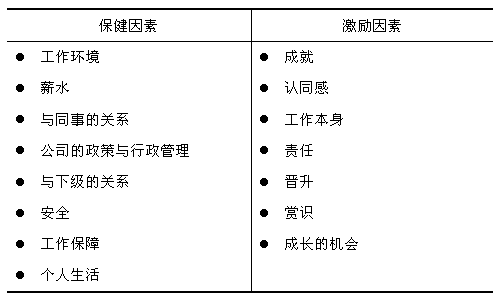 保健因素 激励因素
● 工作环境 ● 成就
● 薪水 ● 认同感
● 与同事的关系 ● 工作本身
● 公司的政策与行政管理 ● 责任
● 与下级的关系 ● 晋升
● 安全 ● 赏识
● 工作保障 ● 成长的机会
● 个人生活